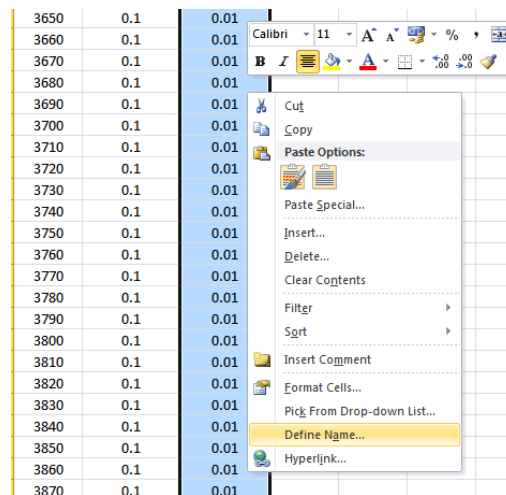 3650 0.1 0.01
3660 0.1 0.01
3670 0.1 0.01
3680 0.1 0.01
3690 0.1 0.01
3700 0.1 0.01
3710 0.1 0.01
3720 0.1 0.01
3730 0.1 0.01
3740 0.1 0.01
3750 0.1 0.01
3760 0.1 0.01
3770 0.1 0.01
3780 0.1 0.01
3790 0.1 0.01
3800 0.1 0.01
3810 0.1 0.01
3820 0.1 0.01
3830 0.1 0.01
3840 0.1 0.01
3850 0.1 0.01
3860 0.1 0.01
3870 0.1 0.01
Calibri 11 A A % , a
B I A .00 .00
Cut
Copy
Paste Options:
Paste Special...
Insert...
Delete...
Clear Contents
Filter
Sort
Insert Comment
Format Cells...
Pick From Drop-down List...
Define Name...
Hyperlink...